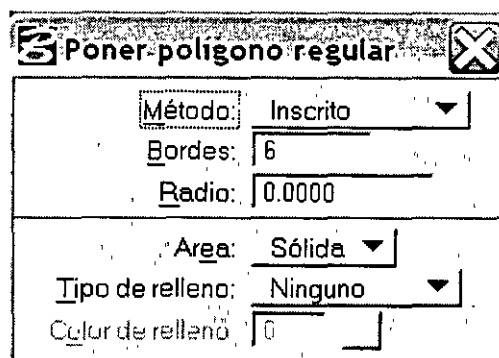 Poner polígono regular
Método: Inscrito
Bordes: 6
Radio: 0.0000
Area: Sólida
Tipo de relleno: Ninguno
Color de relleno 0